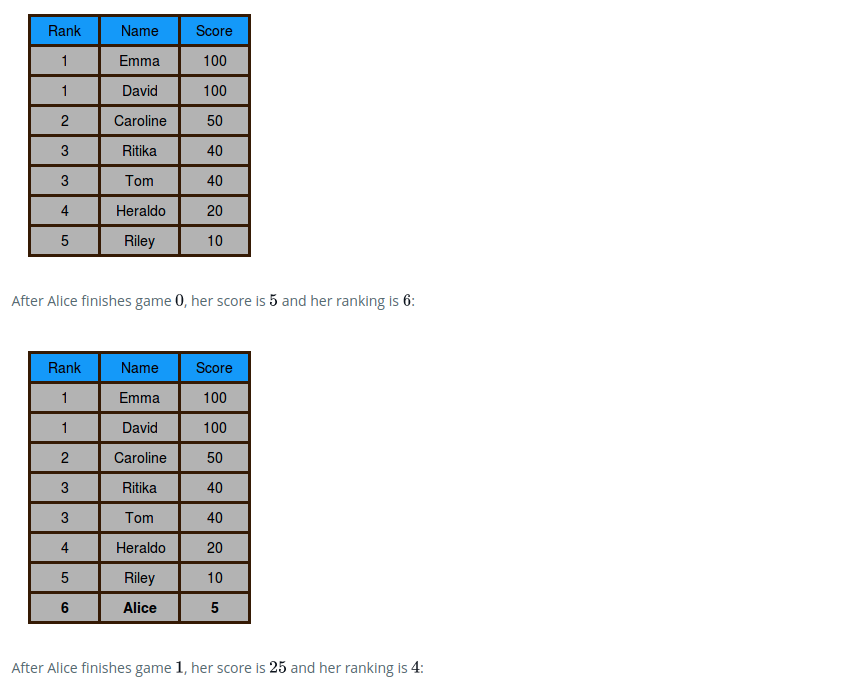 Rank Name Score
1 Emma 100
1 David 100
2 Caroline 50
3 Ritika 40
3 Tom 40
4 Heraldo 20
5 Riley 10
After Alice finishes game 0, her score is 5 and her ranking is 6:
Rank Name Score
1 Emma 100
1 David 100
2 Caroline 50
3 Ritika 40
3 Tom 40
4 Heraldo 20
5 Riley 10
6 Alice 5
After Alice finishes game 1, her score is 25 and her ranking is 4: